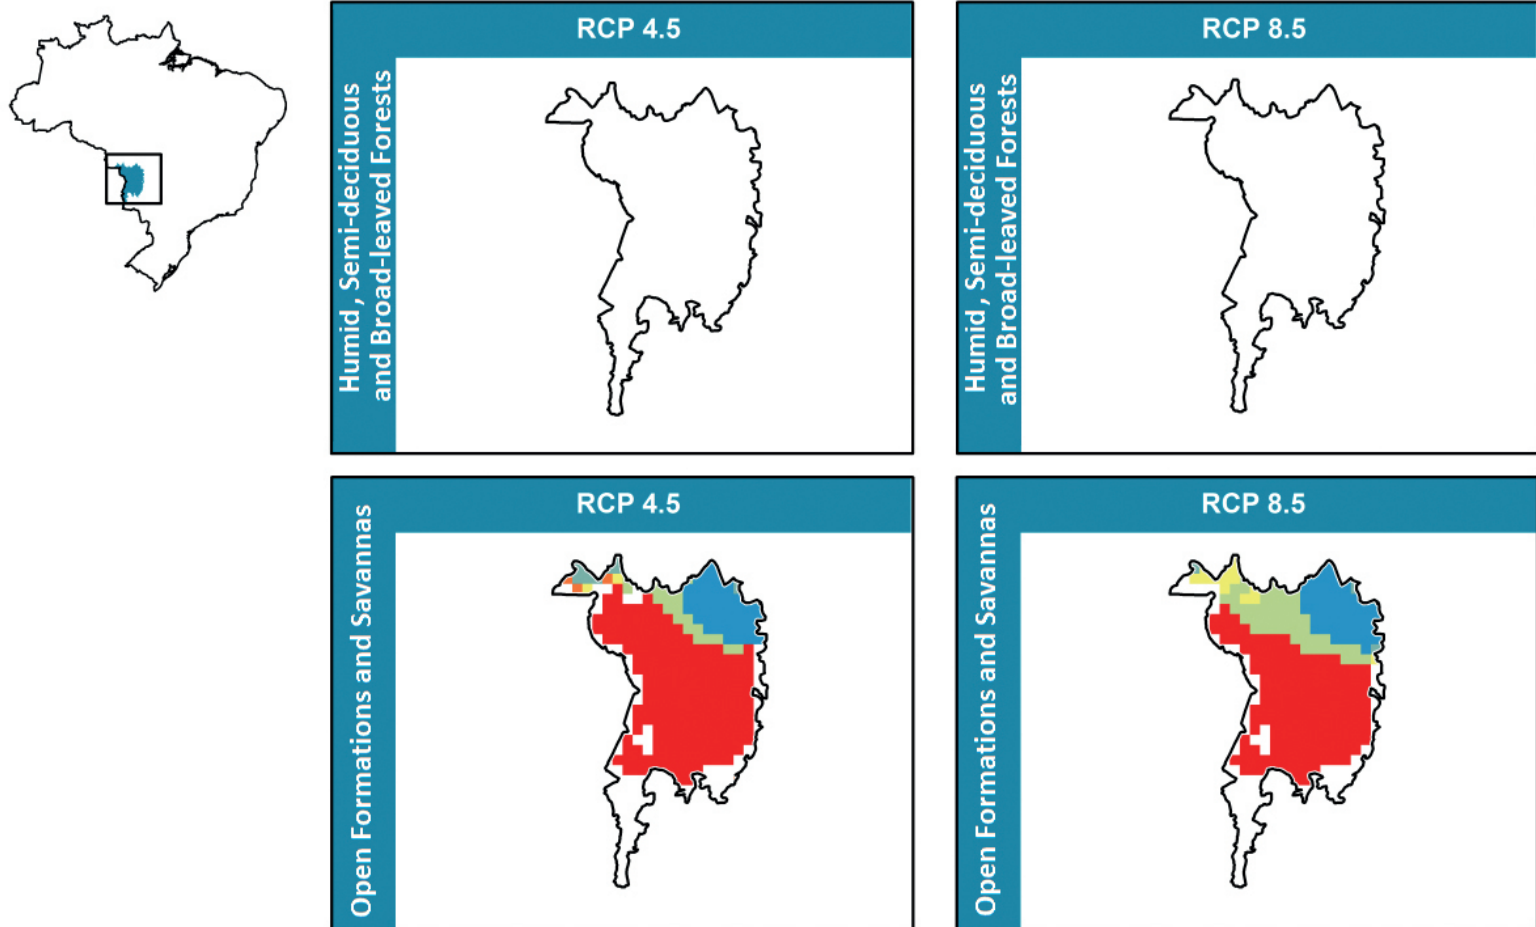 RCP 4.5
Humid, Semi-deciduous
and Broad-leaved Forests
RCP 8.5
Humid, Semi-deciduous
and Broad-leaved Forests
RCP 4.5
Open Formations and Savannas
RCP 8.5
Open Formations and Savannas